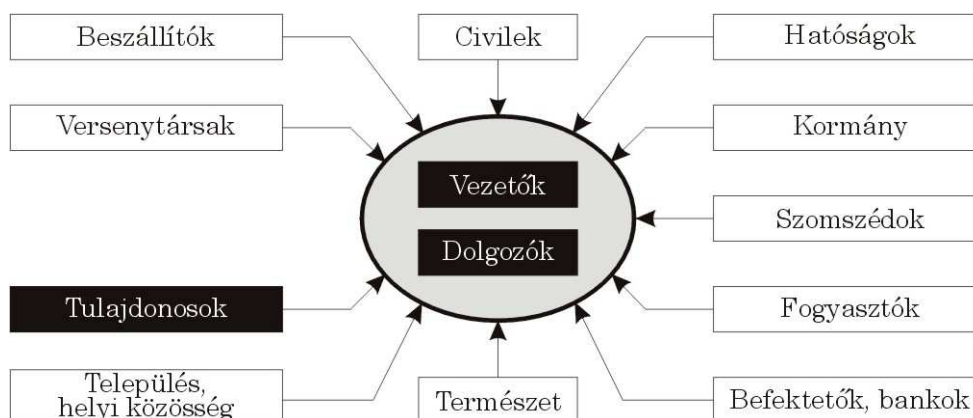 Beszállítók
Civilek
Hatóságok
Versenytársak
Kormány
Vezetők
Szomszédok
Dolgozók
Tulajdonosok
Fogyasztók
Település,
helyi közösség
Természet
Befektetők, bankok